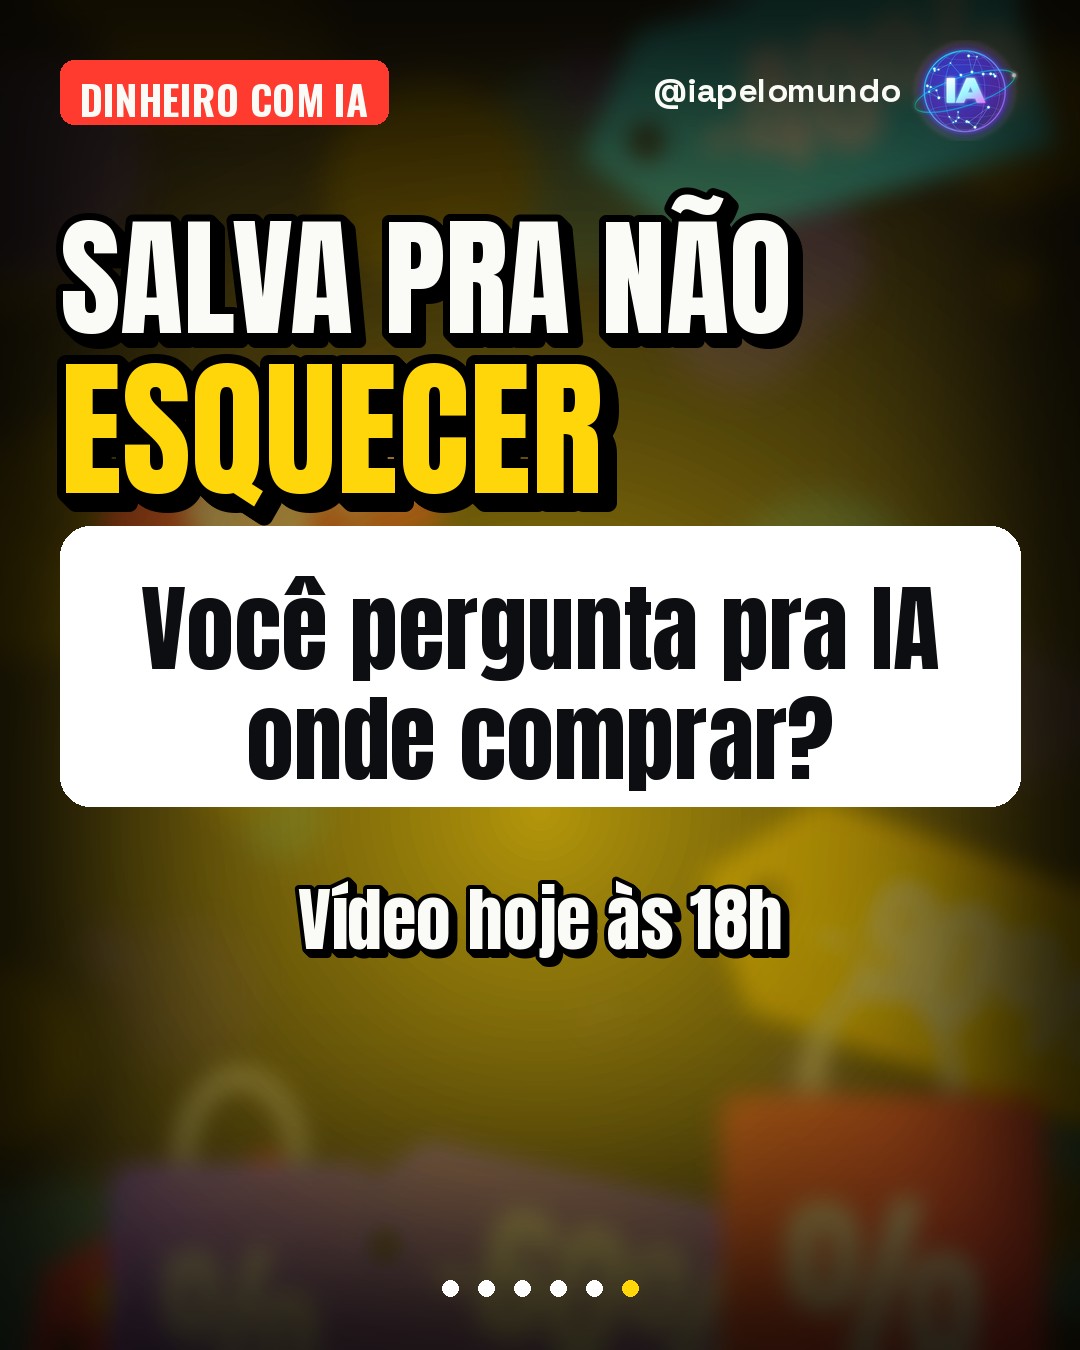 DINHEIRO COM IA
@iapelomundo
IA
SALVA PRA NÃO
ESQUECER
Você pergunta pra IA
onde comprar?
Vídeo hoje às 18h
%
%